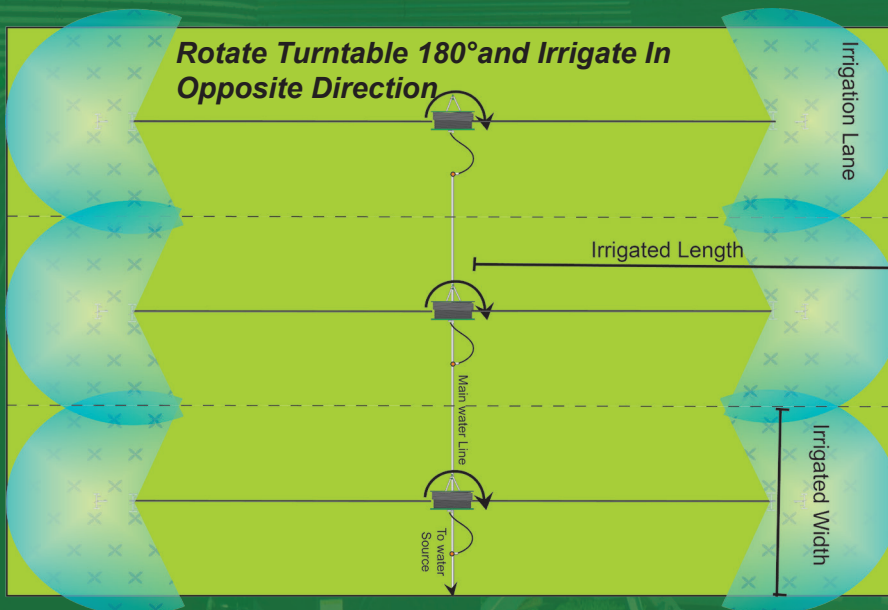 Rotate Turntable 180°and Irrigate In
Opposite Direction
Irrigation Lane
Irrigated Length
Main water Line
Irrigated Width
To water
Source